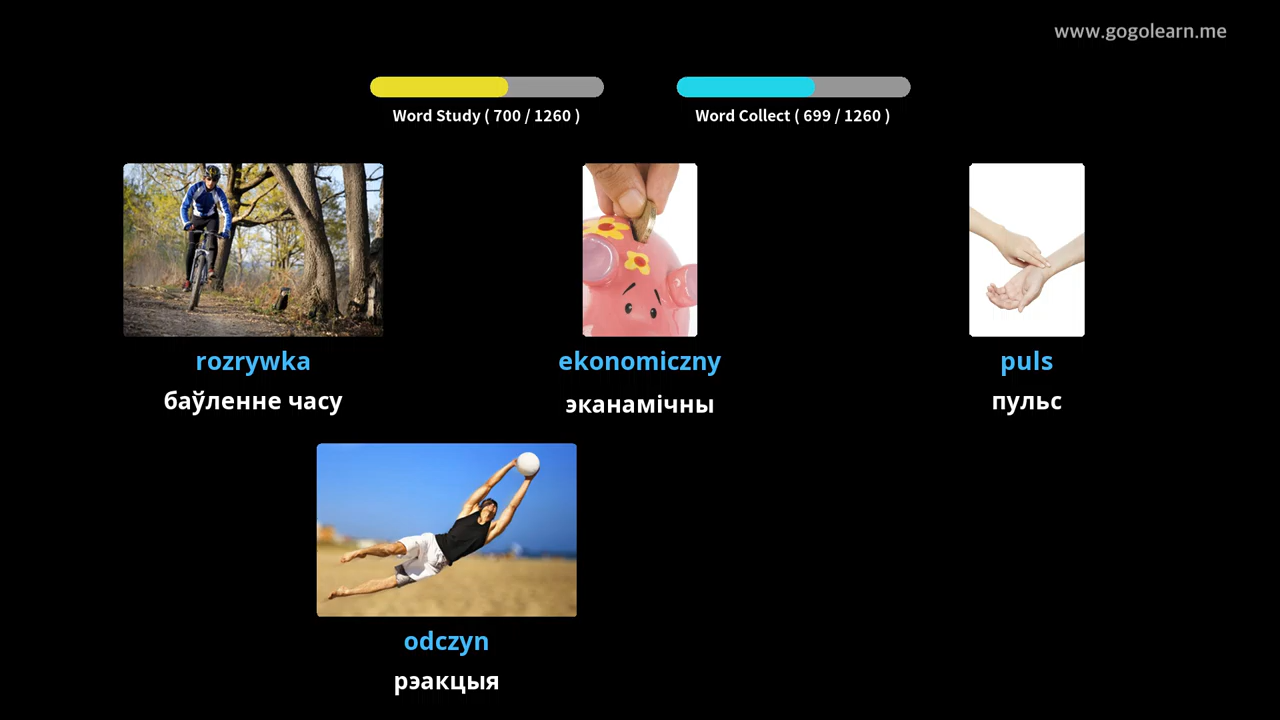 www.gogolearn.me
Word Study ( 700 / 1260 )
Word Collect ( 699 / 1260 )
rozrywka
баўленне часу
ekonomiczny
эканамічны
puls
пульс
odczyn
рэакцыя